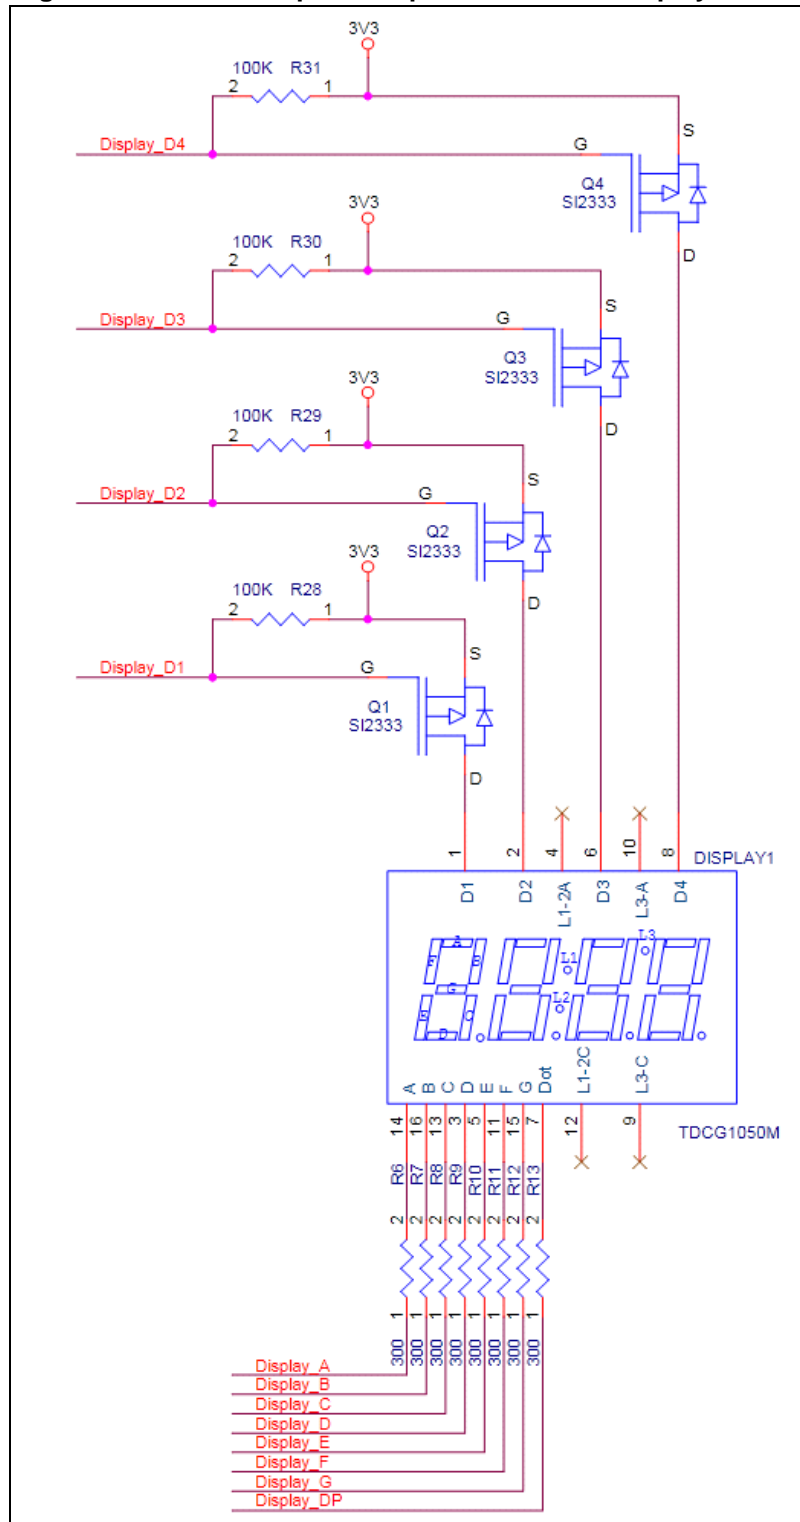 3V3
100K R31
2 1
S
Display_D4
G
Q4
SI2333
3V3
D
100K R30
2 1
S
Display_D3
G
Q3
SI2333
3V3
D
100K R29
2 1
S
Display_D2
G
Q2
SI2333
3V3
D
100K R28
2 1
S
Display_D1
G
Q1
SI2333
D
1 2 4 6 10 8
DISPLAY1
D1 D2 L1-2A D3 L3-A D4
A
F B
G
E C
D
L1
L2
L3
A B C D E F G Dot L1-2C L3-C
14 16 13 3 5 11 15 7 12 9
TDCG1050M
R6 R7 R8 R9 R10 R11 R12 R13
2 2 2 2 2 2 2 2
1 1 1 1 1 1 1 1
300 300 300 300 300 300 300 300
Display_A
Display_B
Display_C
Display_D
Display_E
Display_F
Display_G
Display_DP